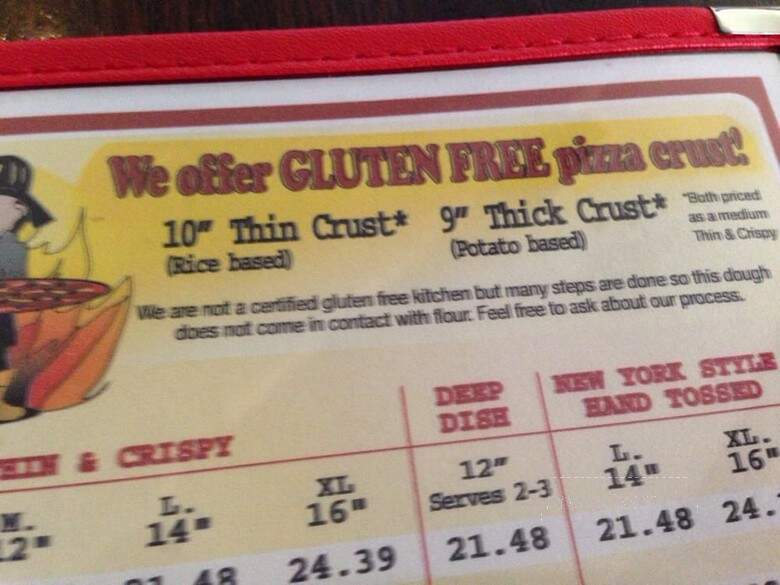 We offer GLUTEN FREE pizza crust!
10" Thin Crust* 9" Thick Crust*
(Rice based) (Potato based)
"Both priced
as a medium
Thin & Crispy
We are not a certified gluten free kitchen but many steps are done so this dough
does not come in contact with flour. Feel free to ask about our process.
& CRISPY
DEEP
DISH
NEW YORK STYLE
HAND TOSSED
M. L. XL 12" L. XL.
14" 16" Serves 2-3 14" 16"
24.39 21.48 21.48 24.